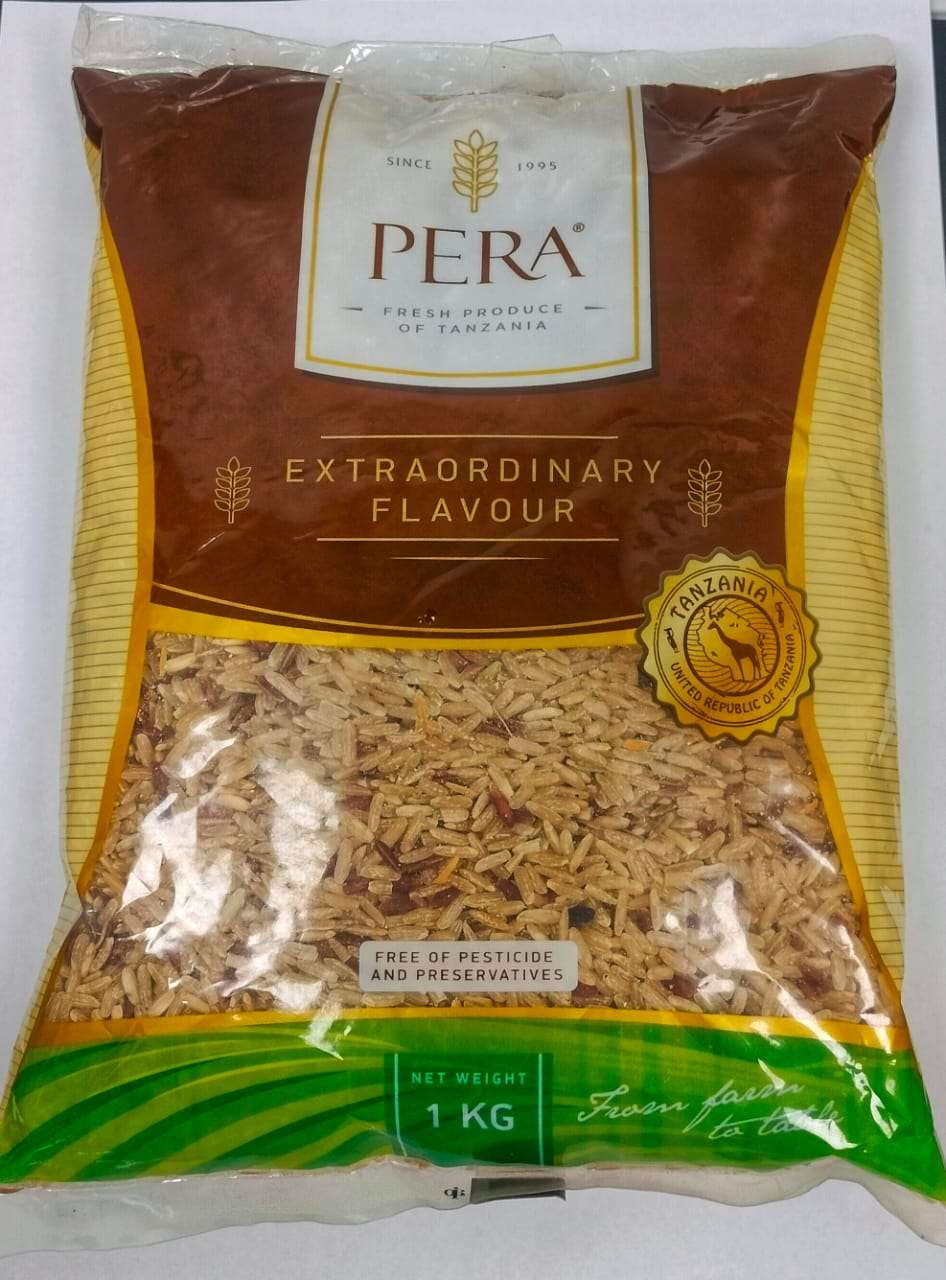 SINCE 1995
PERA®
FRESH PRODUCE
OF TANZANIA
EXTRAORDINARY
FLAVOUR
TANZANIA
UNITED REPUBLIC OF TANZANIA
FREE OF PESTICIDE
AND PRESERVATIVES
NET WEIGHT
1 KG
From farm
to table